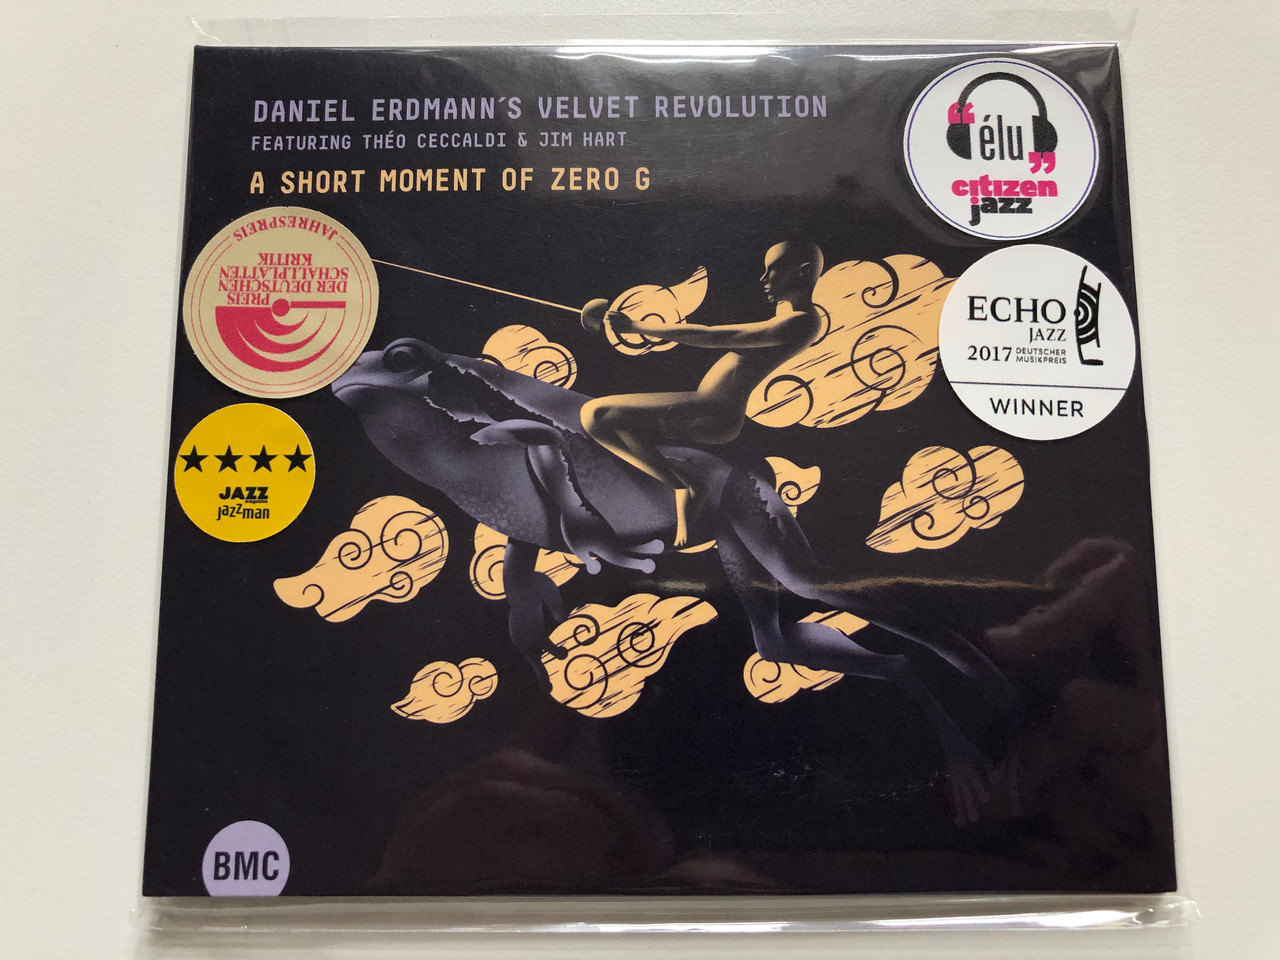 DANIEL ERDMANN´S VELVET REVOLUTION
FEATURING THÉO CECCALDI & JIM HART
A SHORT MOMENT OF ZERO G
“élu”
citizen
jazz
JAHRESPREIS
PREIS
DER DEUTSCHEN
SCHALLPLATTEN
KRITIK
ECHO
JAZZ
2017 DEUTSCHER
MUSIKPREIS
WINNER
★★★★
JAZZ
magazine
jazzman
BMC